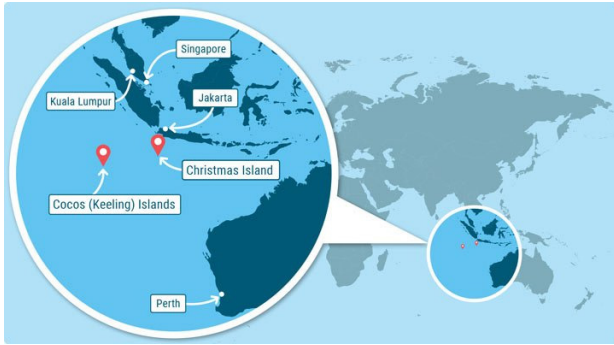 Singapore
Kuala Lumpur
Jakarta
Christmas Island
Cocos (Keeling) Islands
Perth